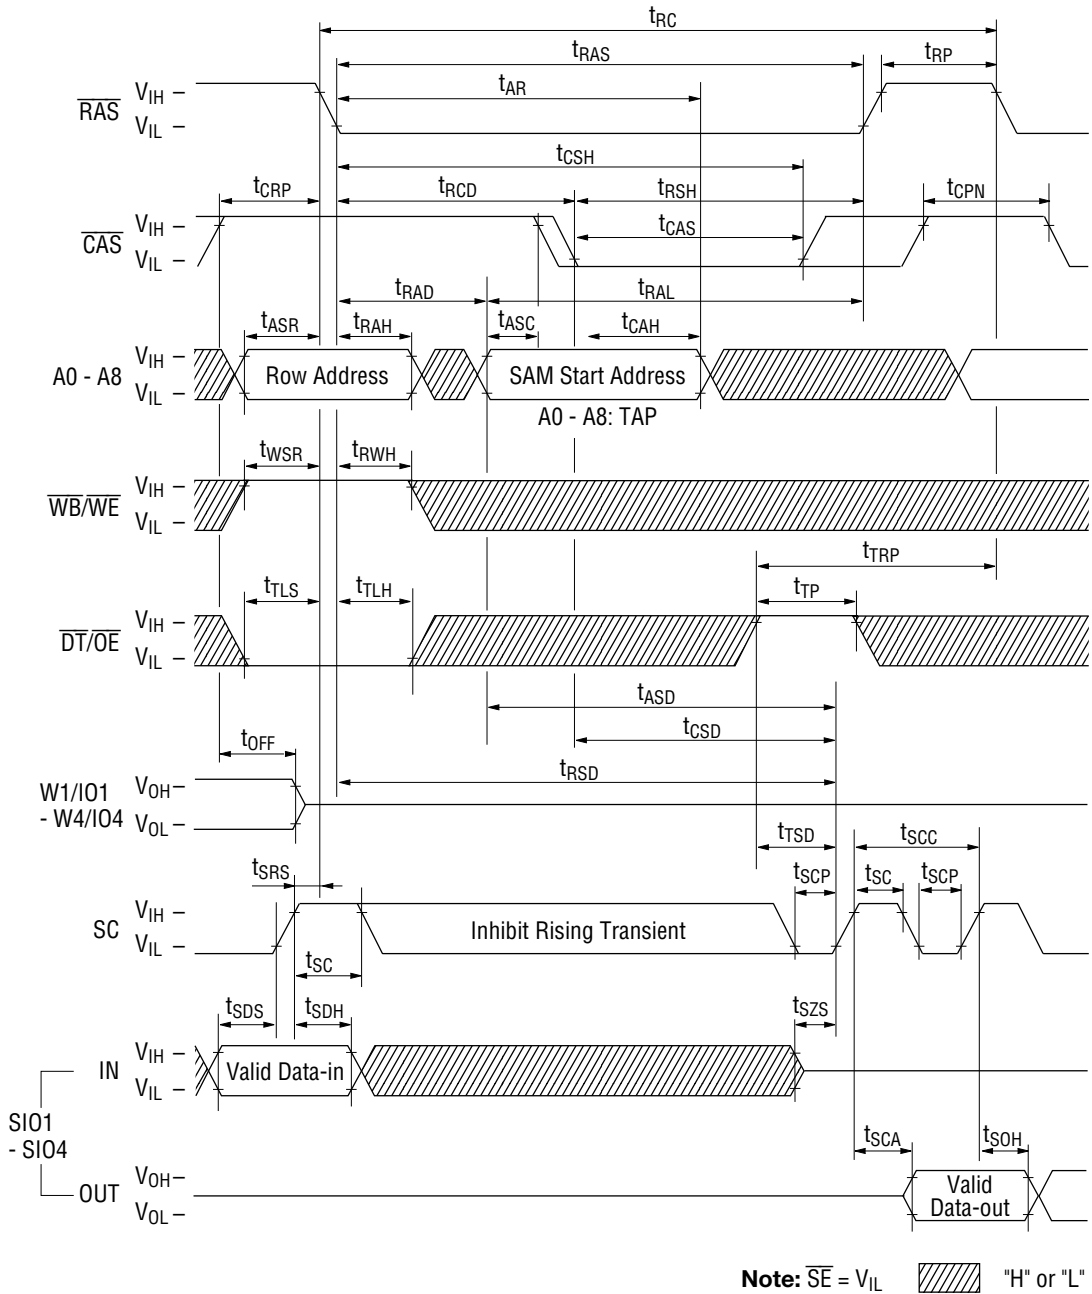 tRC
tRAS
tRP
tAR
RAS
VIH
VIL
tCSH
tCRP
tRCD
tRSH
tCPN
tCAS
CAS
VIH
VIL
tRAD
tRAL
tASR
tRAH
tASC
tCAH
A0 - A8
VIH
VIL
Row Address
SAM Start Address
A0 - A8: TAP
tWSR
tRWH
WB/WE
VIH
VIL
tTRP
tTLS
tTLH
tTP
DT/OE
VIH
VIL
tASD
tCSD
tOFF
tRSD
W1/IO1
- W4/IO4
VOH
VOL
tTSD
tSCC
tSRS
tSCP
tSC
tSCP
SC
VIH
VIL
Inhibit Rising Transient
tSC
tSDS
tSDH
tSZS
IN
VIH
VIL
Valid Data-in
SIO1
- SIO4
tSCA
tSOH
OUT
VOH
VOL
Valid
Data-out
Note: SE = VIL
"H" or "L"